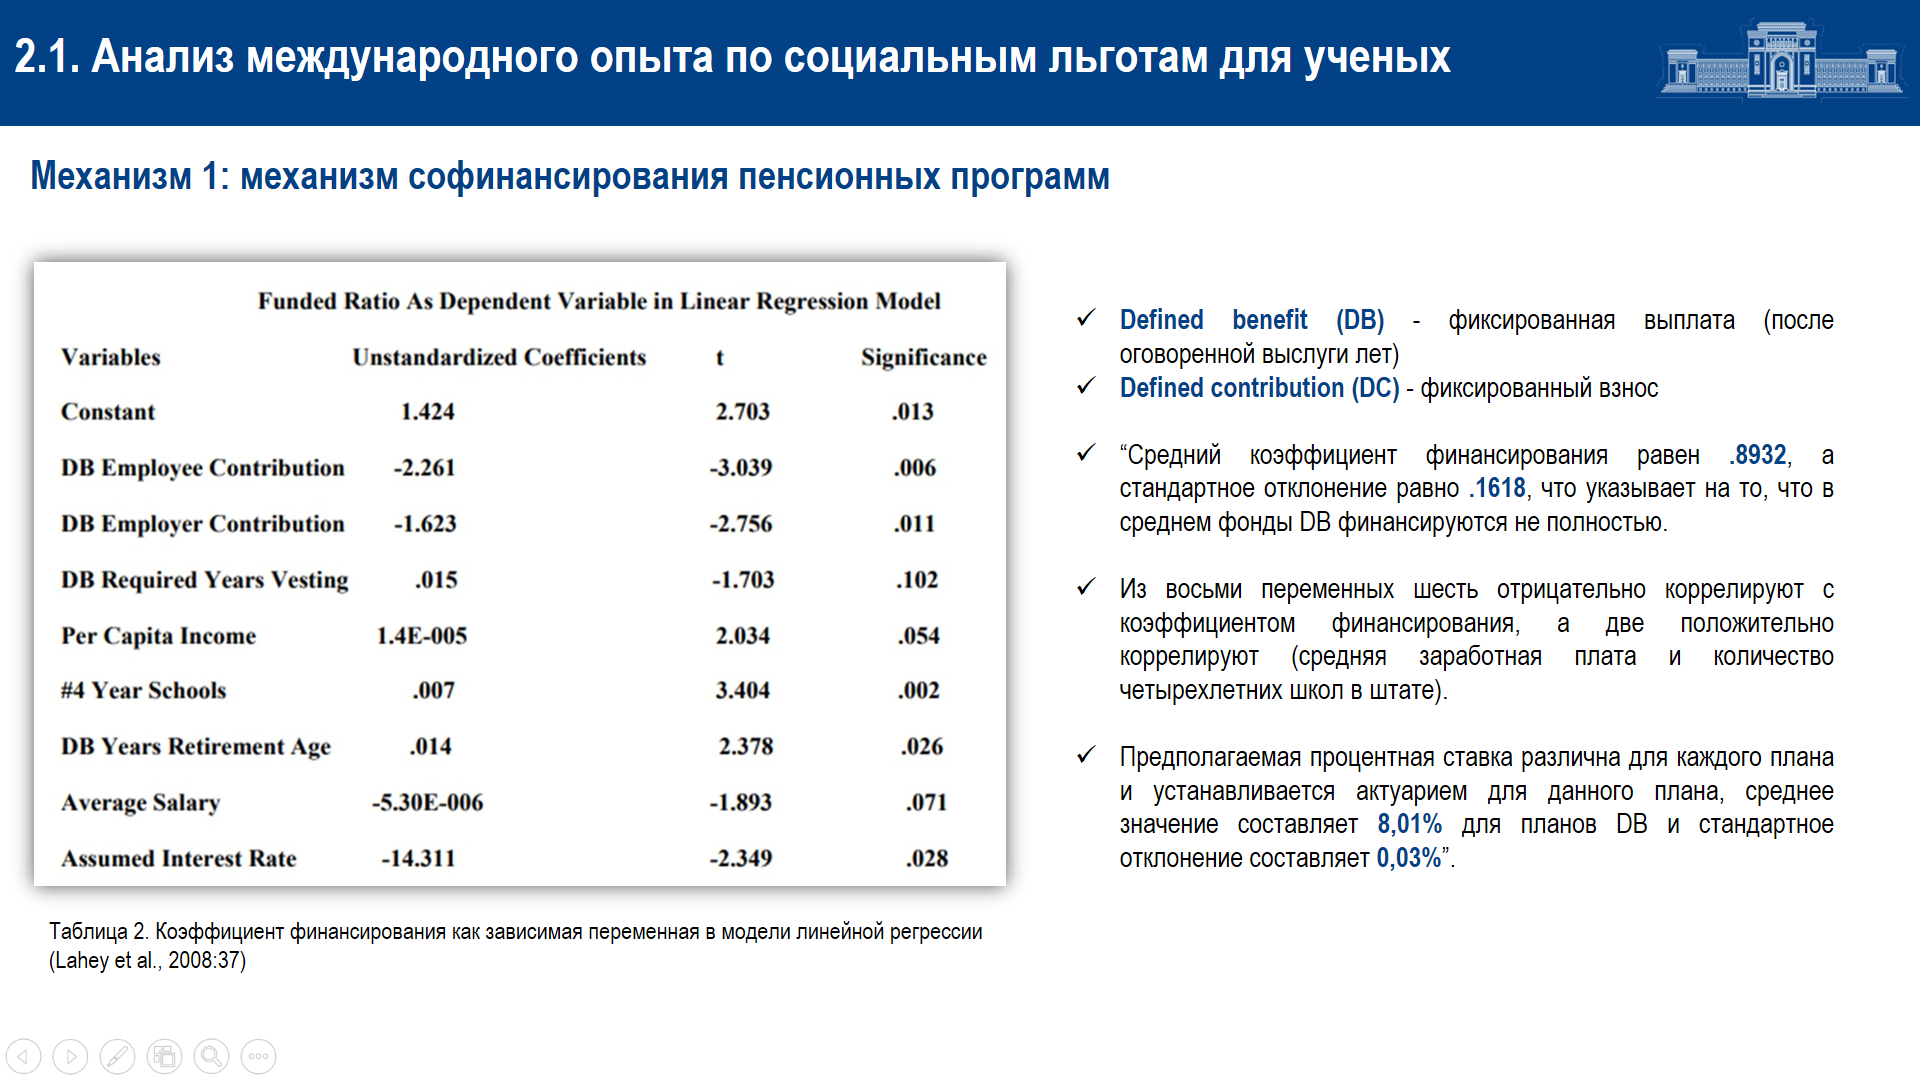 2.1. Анализ международного опыта по социальным льготам для ученых
Механизм 1: механизм софинансирования пенсионных программ
Funded Ratio As Dependent Variable in Linear Regression Model
Variables Unstandardized Coefficients t Significance
Constant 1.424 2.703 .013
DB Employee Contribution -2.261 -3.039 .006
DB Employer Contribution -1.623 -2.756 .011
DB Required Years Vesting .015 -1.703 .102
Per Capita Income 1.4E-005 2.034 .054
#4 Year Schools .007 3.404 .002
DB Years Retirement Age .014 2.378 .026
Average Salary -5.30E-006 -1.893 .071
Assumed Interest Rate -14.311 -2.349 .028
Таблица 2. Коэффициент финансирования как зависимая переменная в модели линейной регрессии
(Lahey et al., 2008:37)
✓ Defined benefit (DB) - фиксированная выплата (после
оговоренной выслуги лет)
✓ Defined contribution (DC) - фиксированный взнос
✓ “Средний коэффициент финансирования равен .8932, а
стандартное отклонение равно .1618, что указывает на то, что в
среднем фонды DB финансируются не полностью.
✓ Из восьми переменных шесть отрицательно коррелируют с
коэффициентом финансирования, а две положительно
коррелируют (средняя заработная плата и количество
четырехлетних школ в штате).
✓ Предполагаемая процентная ставка различна для каждого плана
и устанавливается актуарием для данного плана, среднее
значение составляет 8,01% для планов DB и стандартное
отклонение составляет 0,03%”.